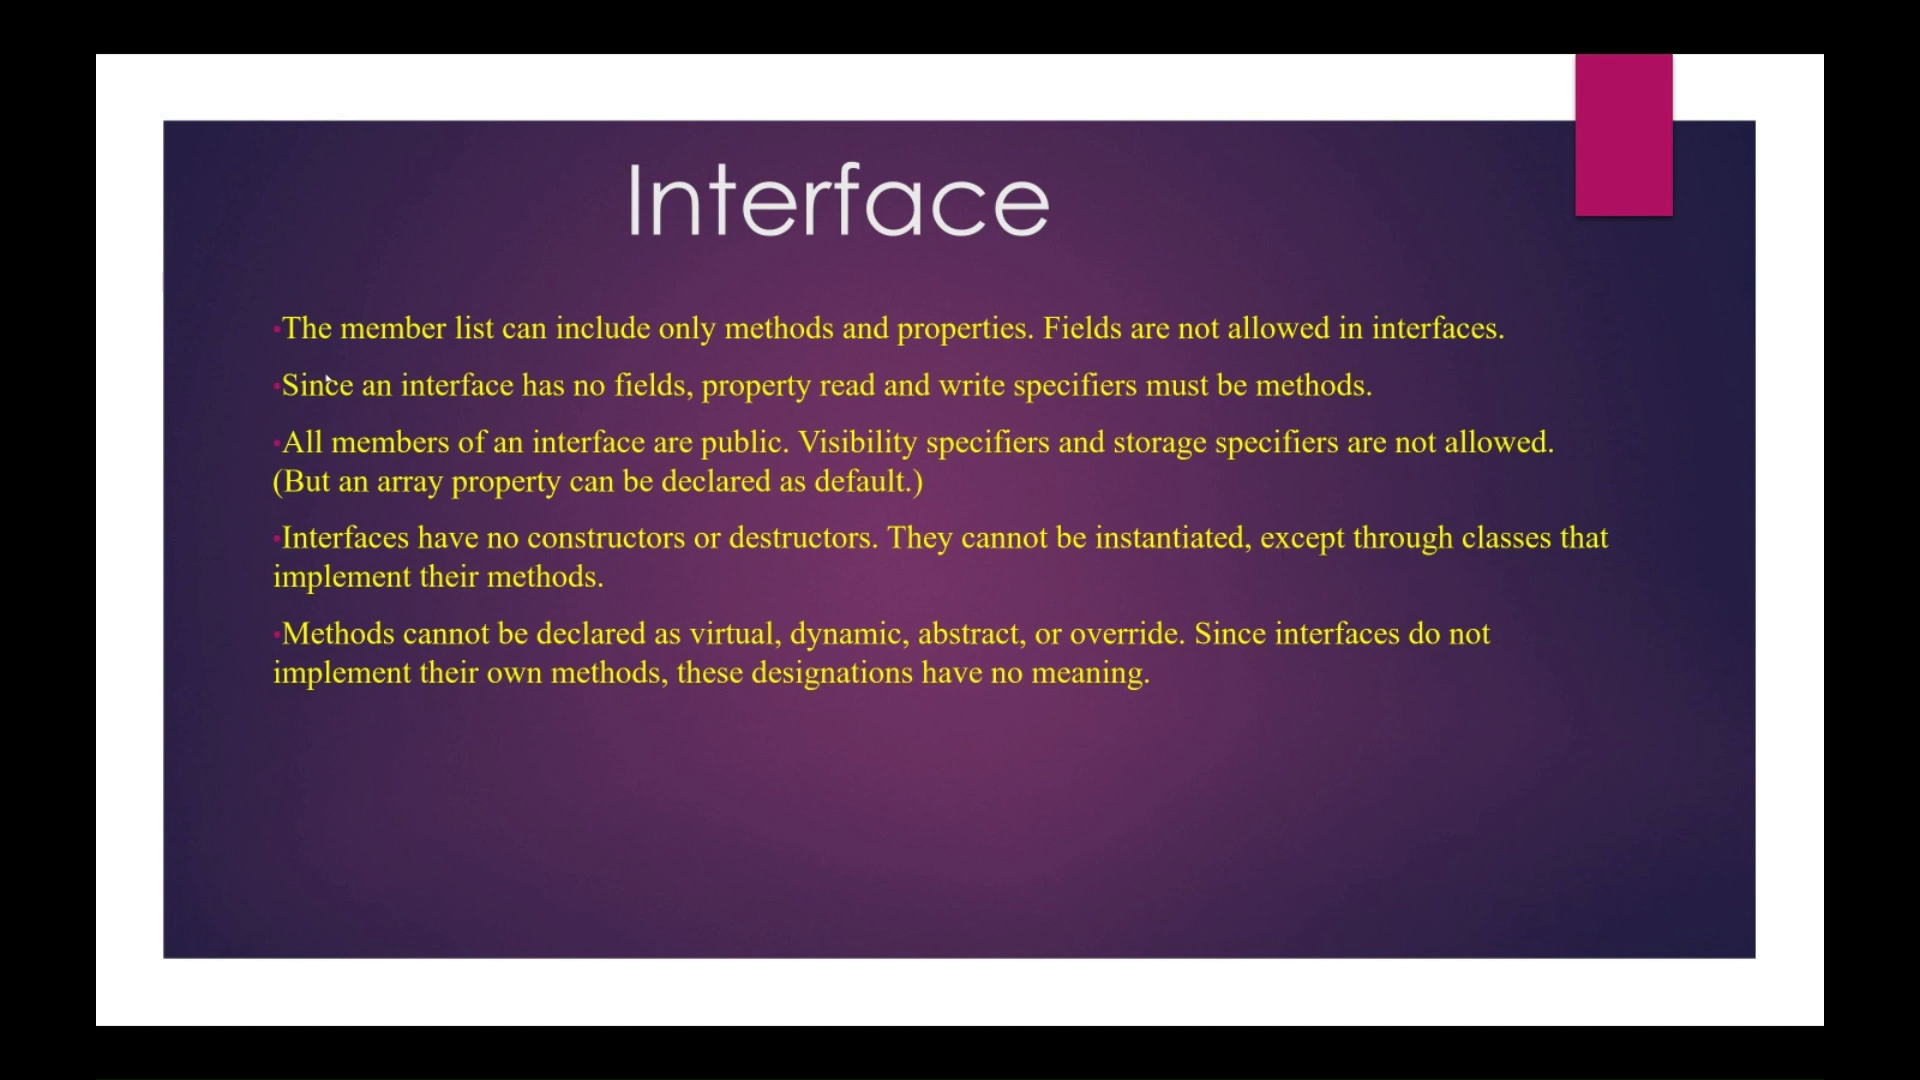 Interface
•The member list can include only methods and properties. Fields are not allowed in interfaces.
•Since an interface has no fields, property read and write specifiers must be methods.
•All members of an interface are public. Visibility specifiers and storage specifiers are not allowed.
(But an array property can be declared as default.)
•Interfaces have no constructors or destructors. They cannot be instantiated, except through classes that
implement their methods.
•Methods cannot be declared as virtual, dynamic, abstract, or override. Since interfaces do not
implement their own methods, these designations have no meaning.